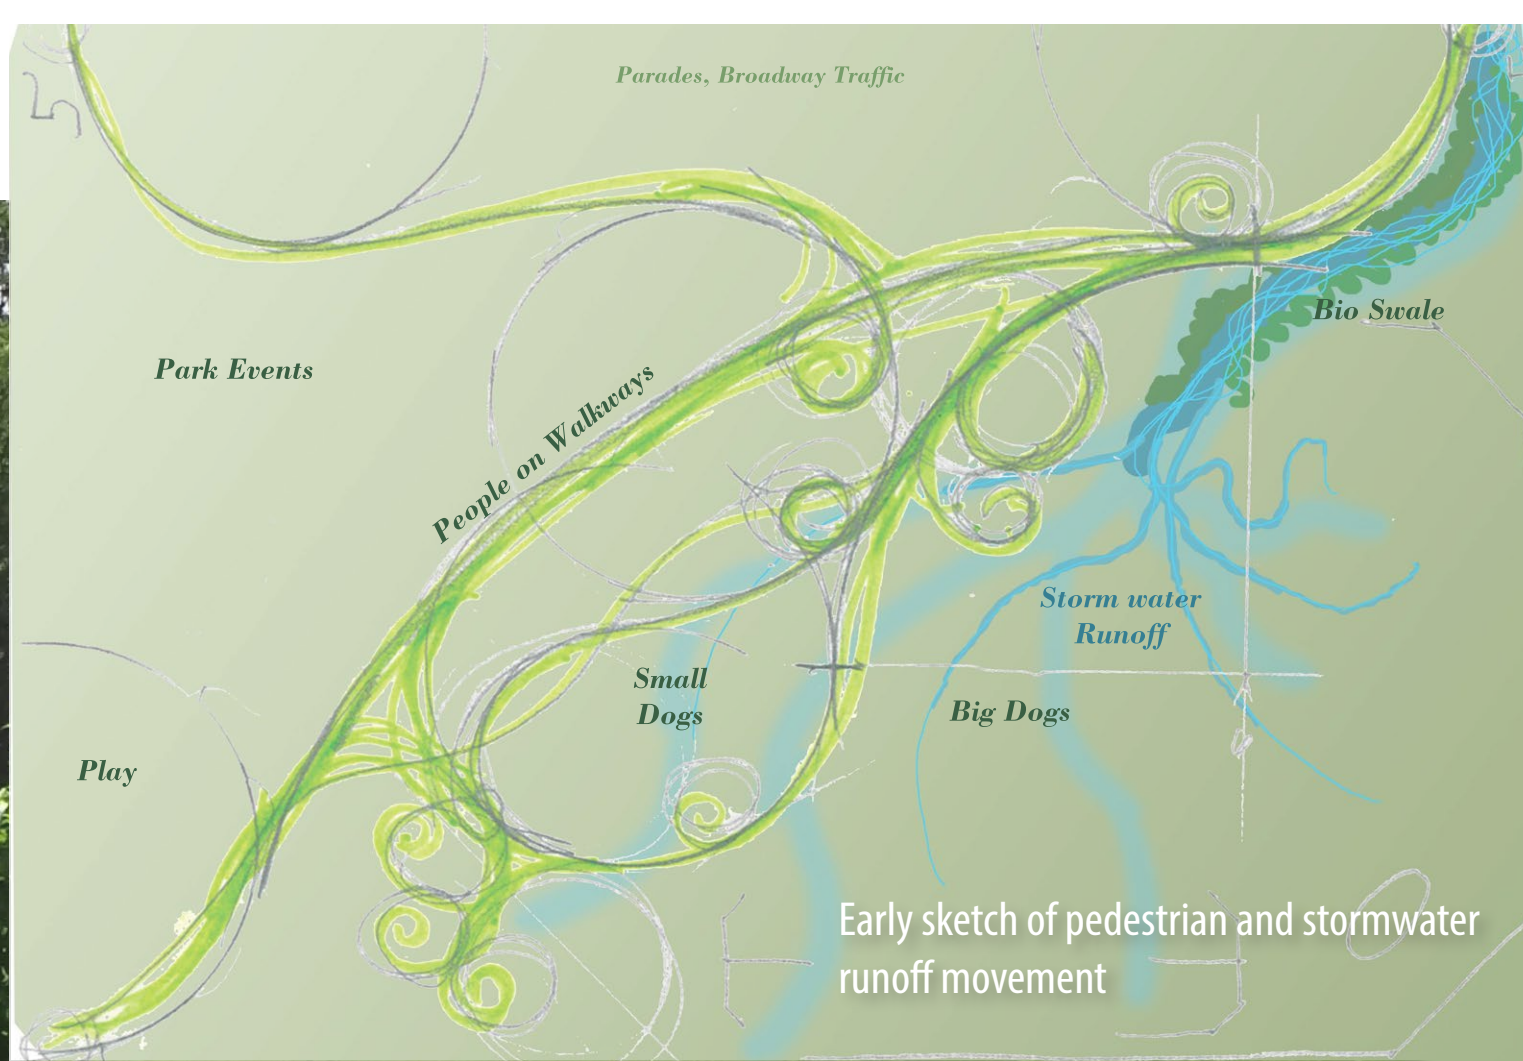 Parades, Broadway Traffic
Bio Swale
Park Events
People on Walkways
Storm water
Runoff
Small
Dogs
Big Dogs
Play
Early sketch of pedestrian and stormwater
runoff movement